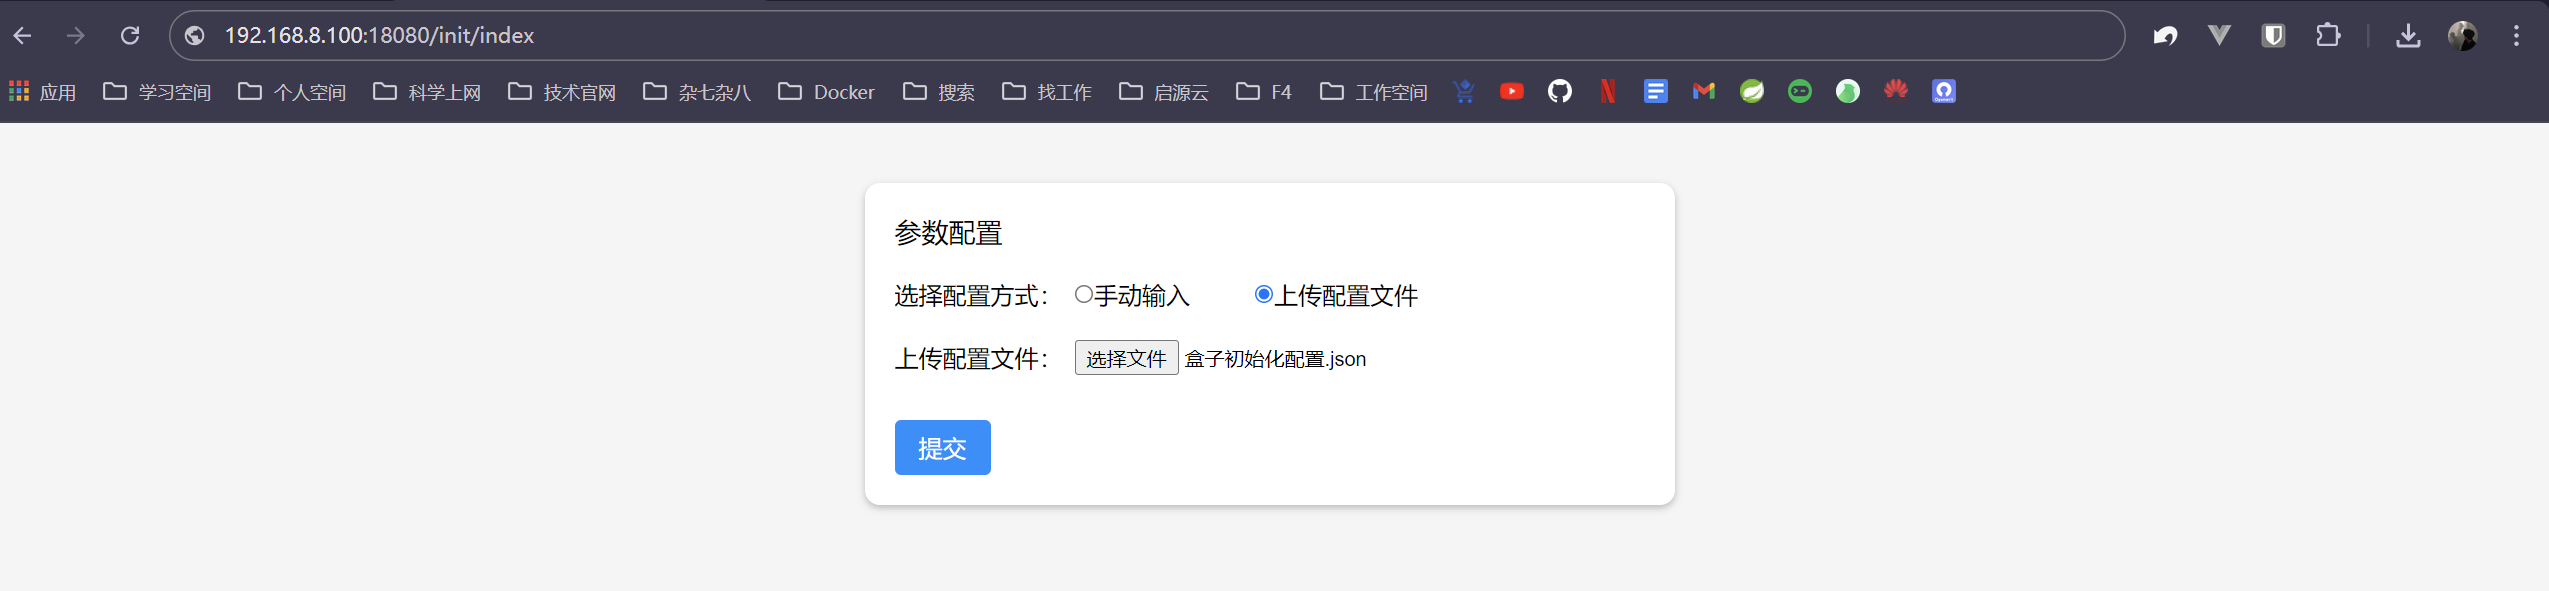 192.168.8.100:18080/init/index
应用 学习空间 个人空间 科学上网 技术官网 杂七杂八 Docker 搜索 找工作 启源云 F4 工作空间
参数配置
选择配置方式： 手动输入 上传配置文件
上传配置文件： 选择文件 盒子初始化配置.json
提交